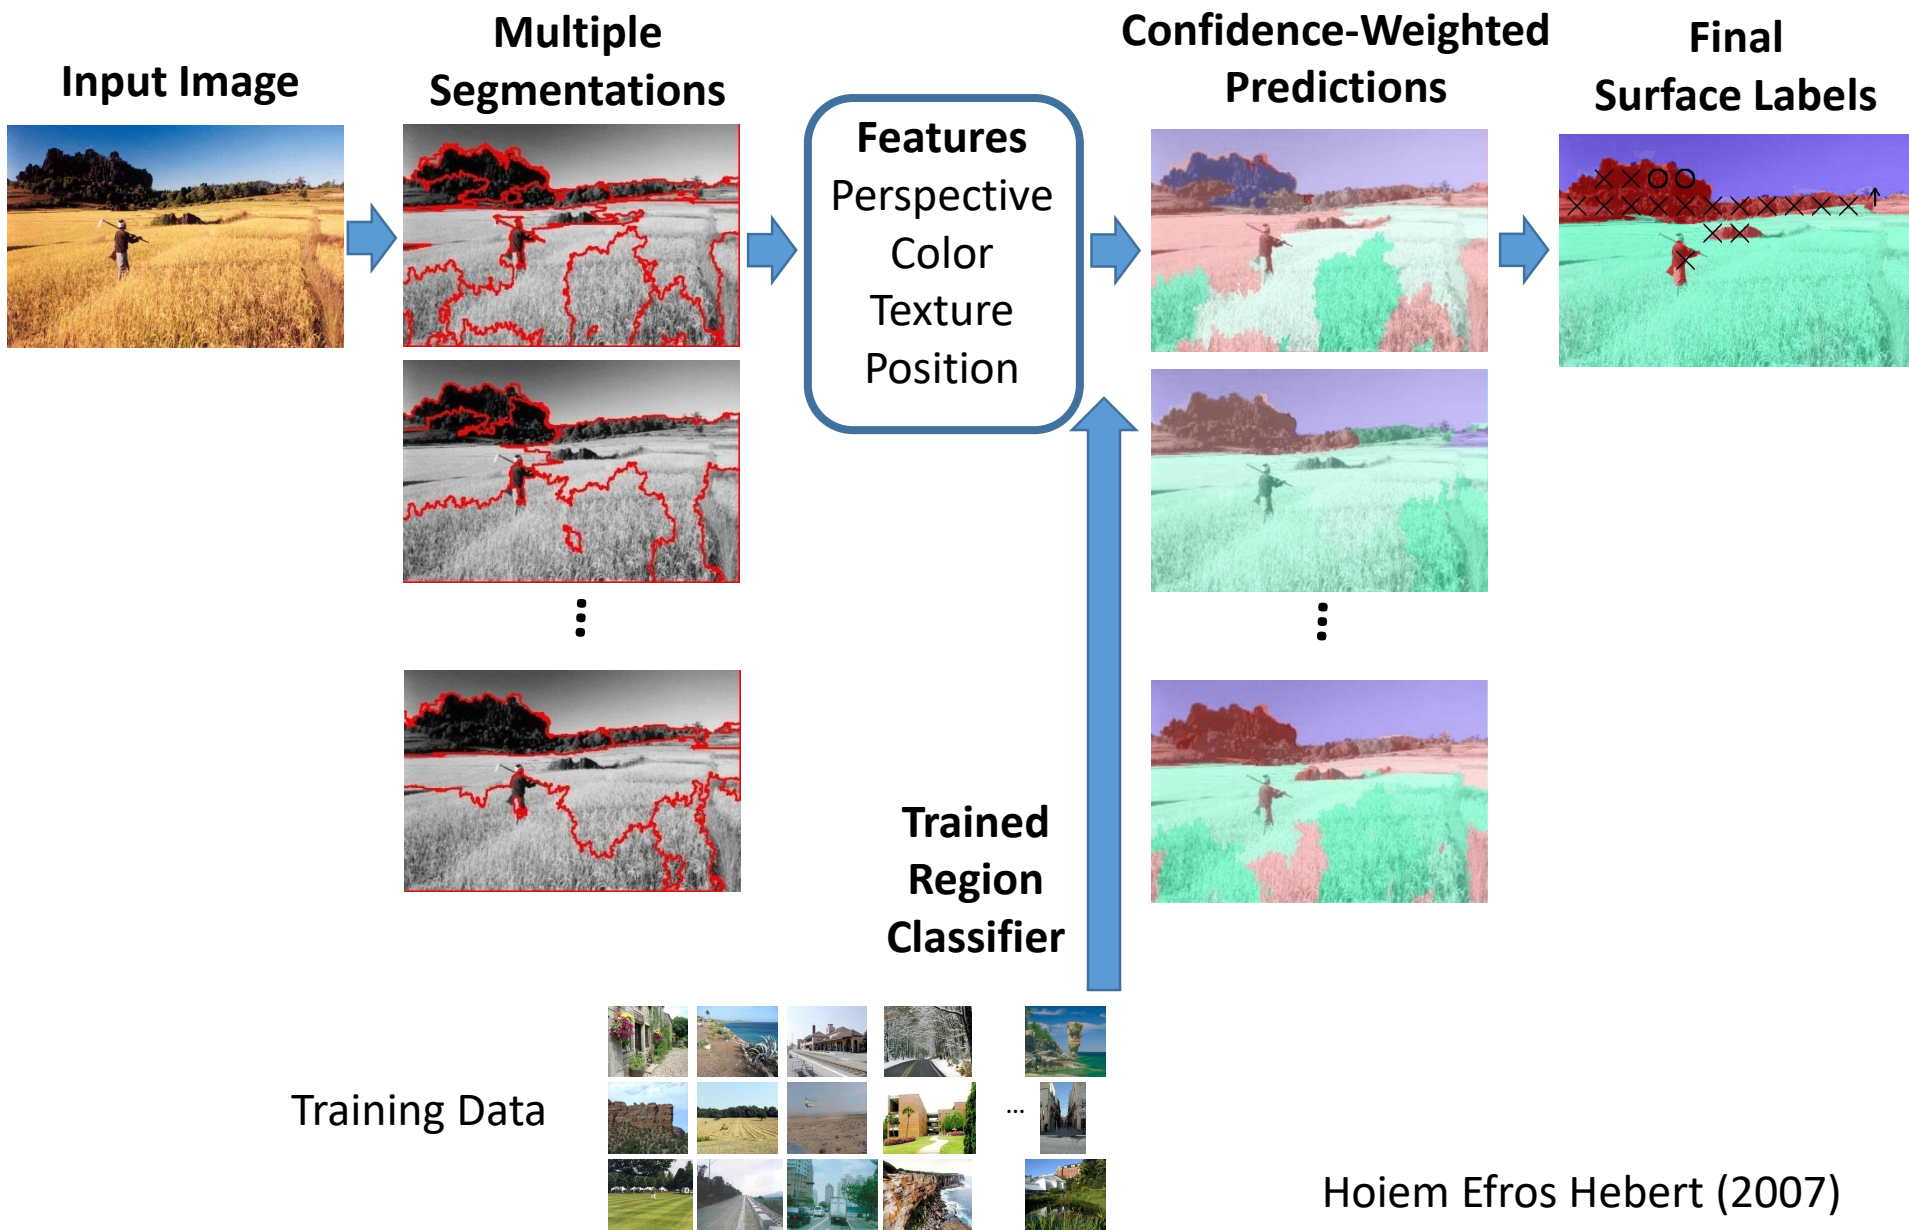 Input Image
Multiple
Segmentations
Features
Perspective
Color
Texture
Position
Confidence-Weighted
Predictions
Final
Surface Labels
Trained
Region
Classifier
Training Data
...
Hoiem Efros Hebert (2007)